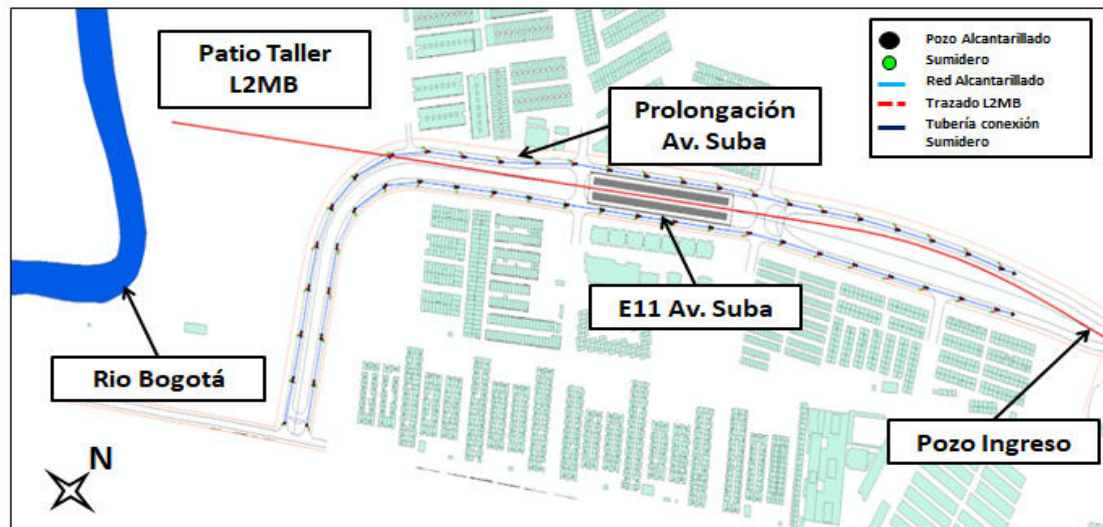 Patio Taller
L2MB
Prolongación
Av. Suba
Pozo Alcantarillado
Sumidero
Red Alcantarillado
Trazado L2MB
Tubería conexión
Sumidero
E11 Av. Suba
Rio Bogotá
Pozo Ingreso
N